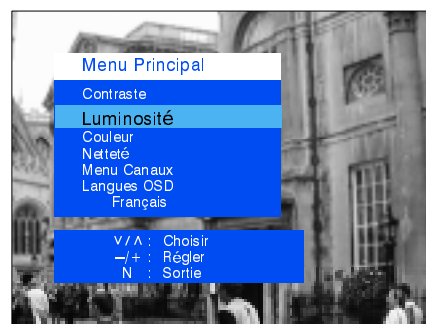 Menu Principal
Contraste
Luminosité
Couleur
Netteté
Menu Canaux
Langues OSD
Français
∨/∧ : Choisir
–/+ : Régler
N : Sortie